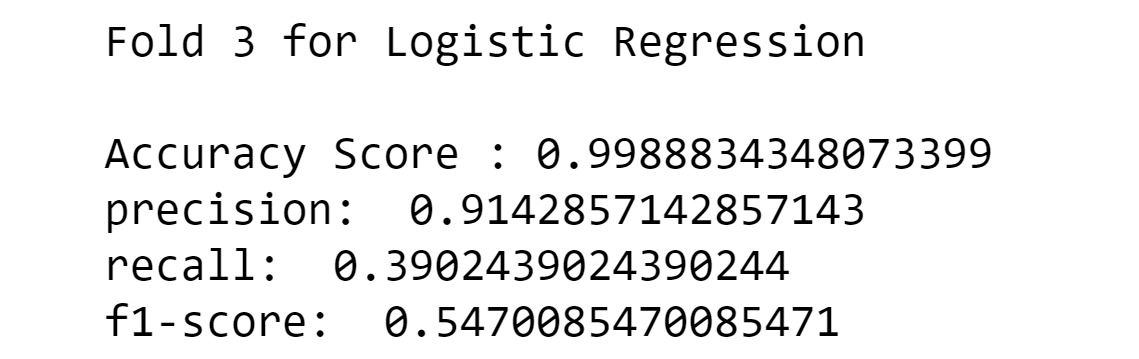 Fold 3 for Logistic Regression
Accuracy Score : 0.9988834348073399
precision:  0.9142857142857143
recall:  0.3902439024390244
f1-score:  0.5470085470085471